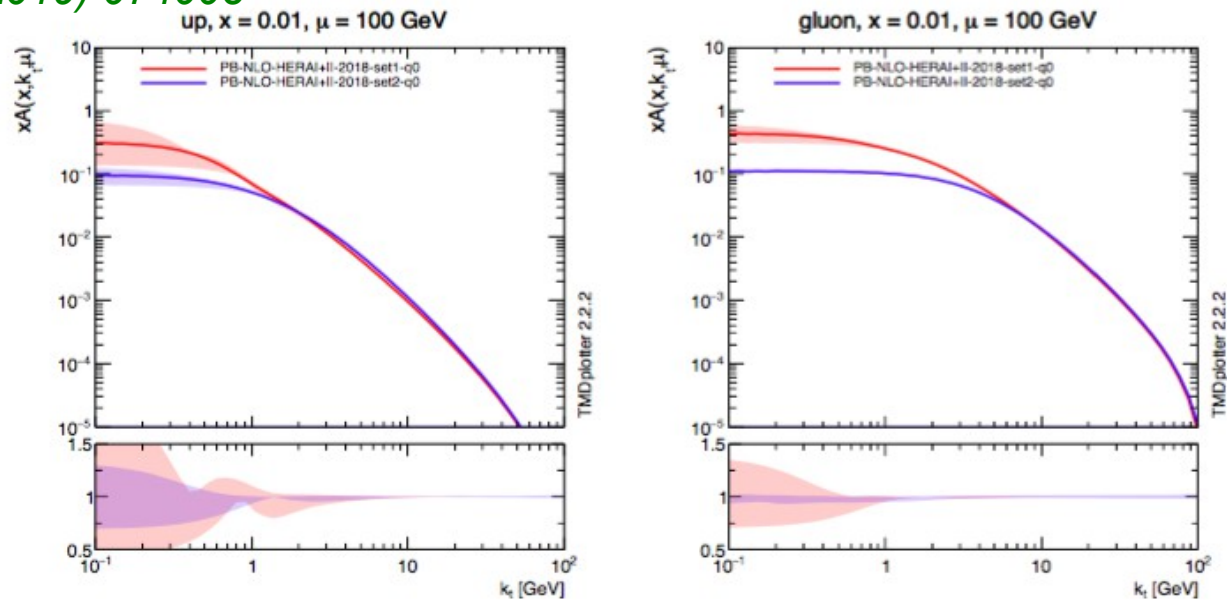 up, x = 0.01, μ = 100 GeV
xA(x,kₜ,μ)
PB-NLO-HERAI+II-2018-set1-q0
PB-NLO-HERAI+II-2018-set2-q0
10
1
10⁻¹
10⁻²
10⁻³
10⁻⁴
10⁻⁵
TMDplotter 2.2.2
1.5
1
0.5
10⁻¹ 1 10 10²
kₜ [GeV]
gluon, x = 0.01, μ = 100 GeV
xA(x,kₜ,μ)
PB-NLO-HERAI+II-2018-set1-q0
PB-NLO-HERAI+II-2018-set2-q0
10
1
10⁻¹
10⁻²
10⁻³
10⁻⁴
10⁻⁵
TMDplotter 2.2.2
1.5
1
0.5
10⁻¹ 1 10 10²
kₜ [GeV]